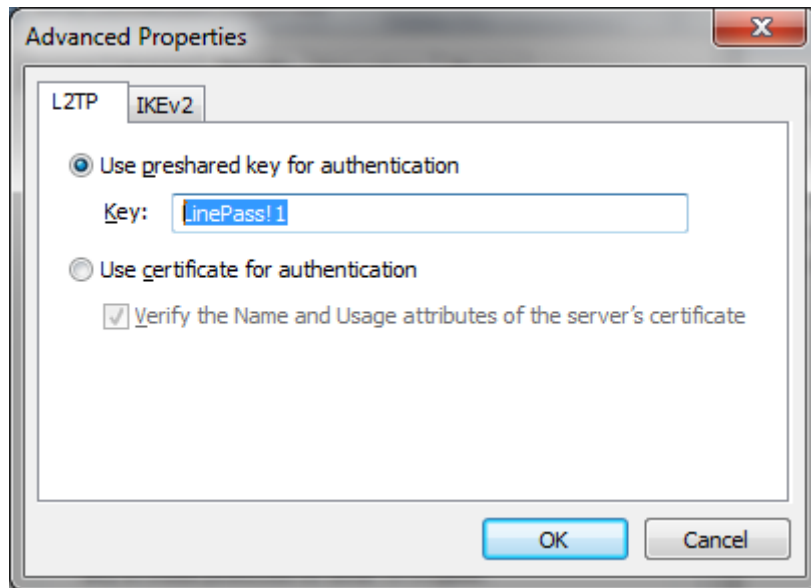 Advanced Properties
L2TP
IKEv2
Use preshared key for authentication
Key:
LinePass!1
Use certificate for authentication
Verify the Name and Usage attributes of the server's certificate
OK
Cancel